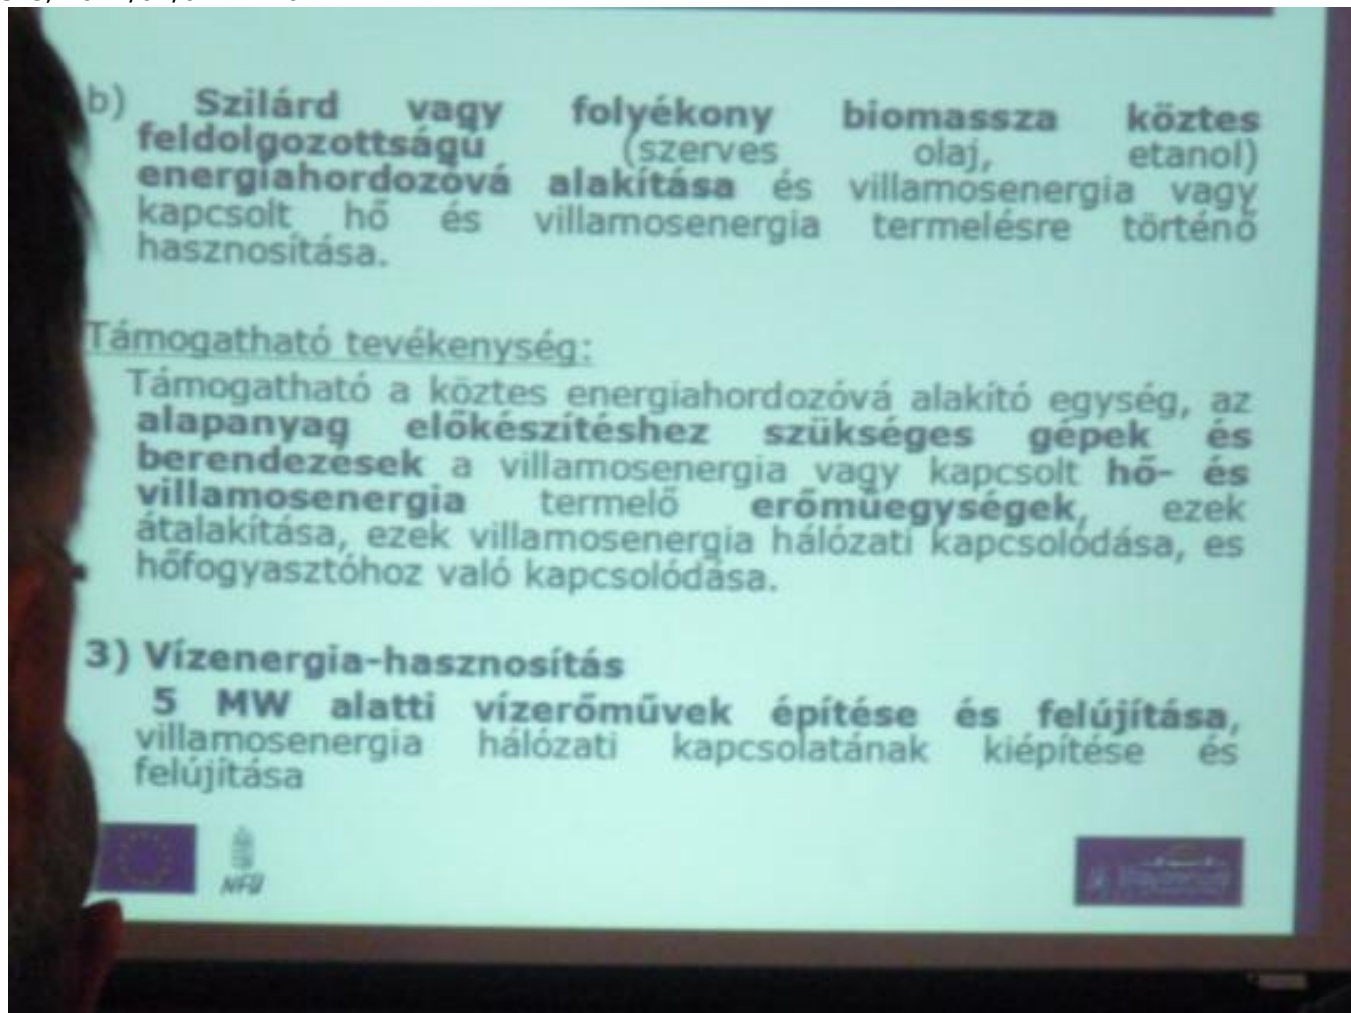 b) Szilárd vagy folyékony biomassza köztes
feldolgozottságú (szerves olaj, etanol)
energiahordozóvá alakítása és villamosenergia vagy
kapcsolt hő és villamosenergia termelésre történő
hasznosítása.
Támogatható tevékenység:
Támogatható a köztes energiahordozóvá alakító egység, az
alapanyag előkészítéshez szükséges gépek és
berendezések a villamosenergia vagy kapcsolt hő- és
villamosenergia termelő erőműegységek, ezek
átalakítása, ezek villamosenergia hálózati kapcsolódása, es
hőfogyasztóhoz való kapcsolódása.
3) Vízenergia-hasznosítás
5 MW alatti vízerőművek építése és felújítása,
villamosenergia hálózati kapcsolatának kiépítése és
felújítása
NFÜ